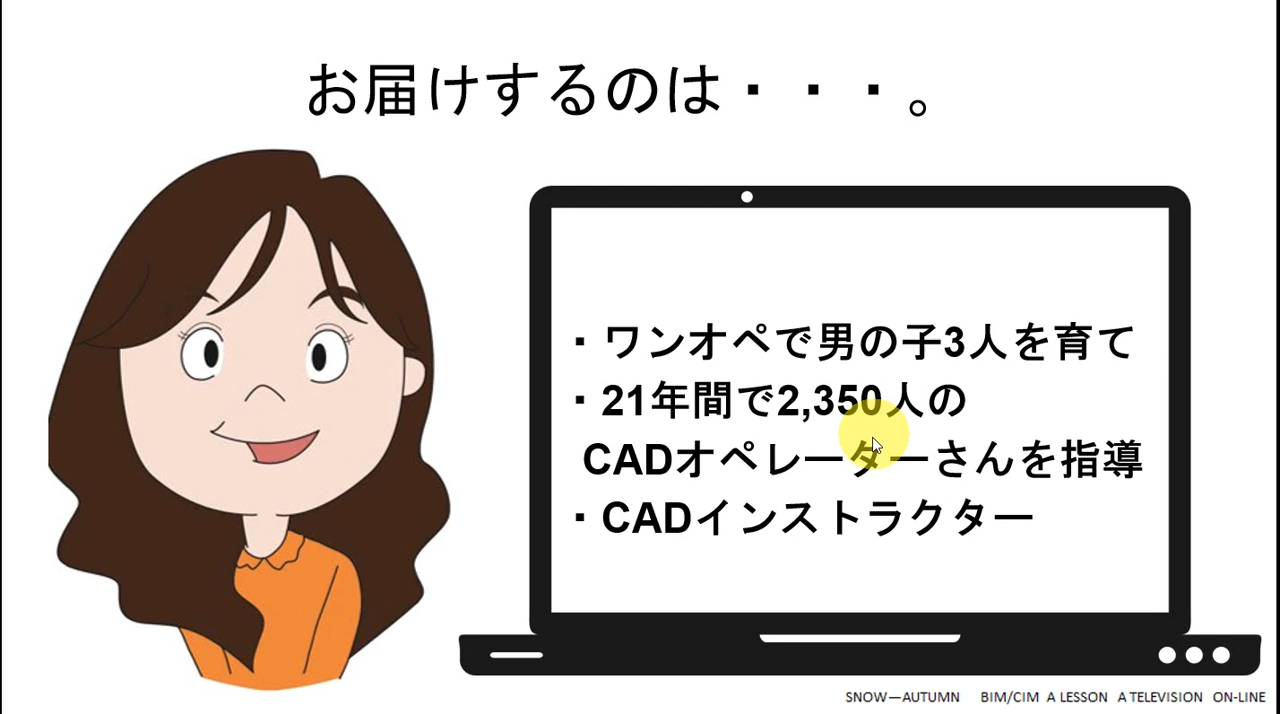 お届けするのは・・・。
・ワンオペで男の子3人を育て
・21年間で2,350人の
CADオペレーターさんを指導
・CADインストラクター
SNOW―AUTUMN BIM/CIM A LESSON A TELEVISION ON-LINE